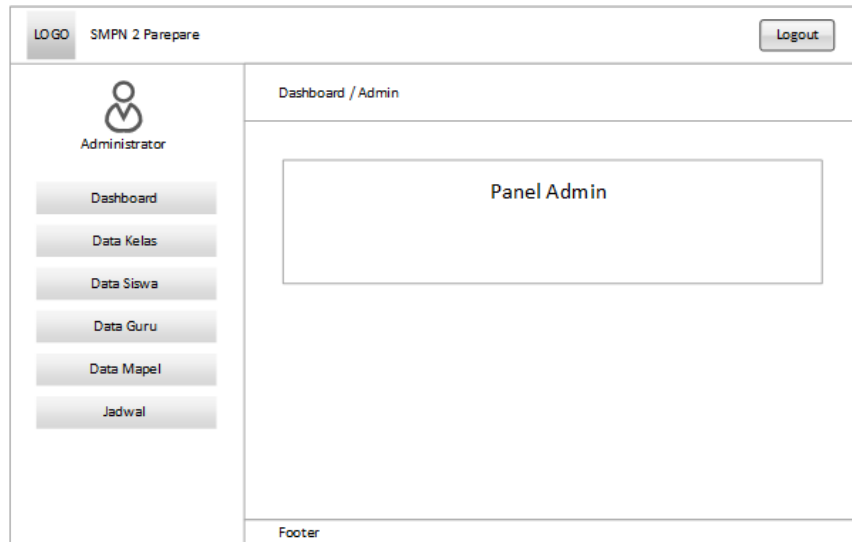 LOGO SMPN 2 Parepare Logout
Administrator
Dashboard
Data Kelas
Data Siswa
Data Guru
Data Mapel
Jadwal
Dashboard / Admin
Panel Admin
Footer